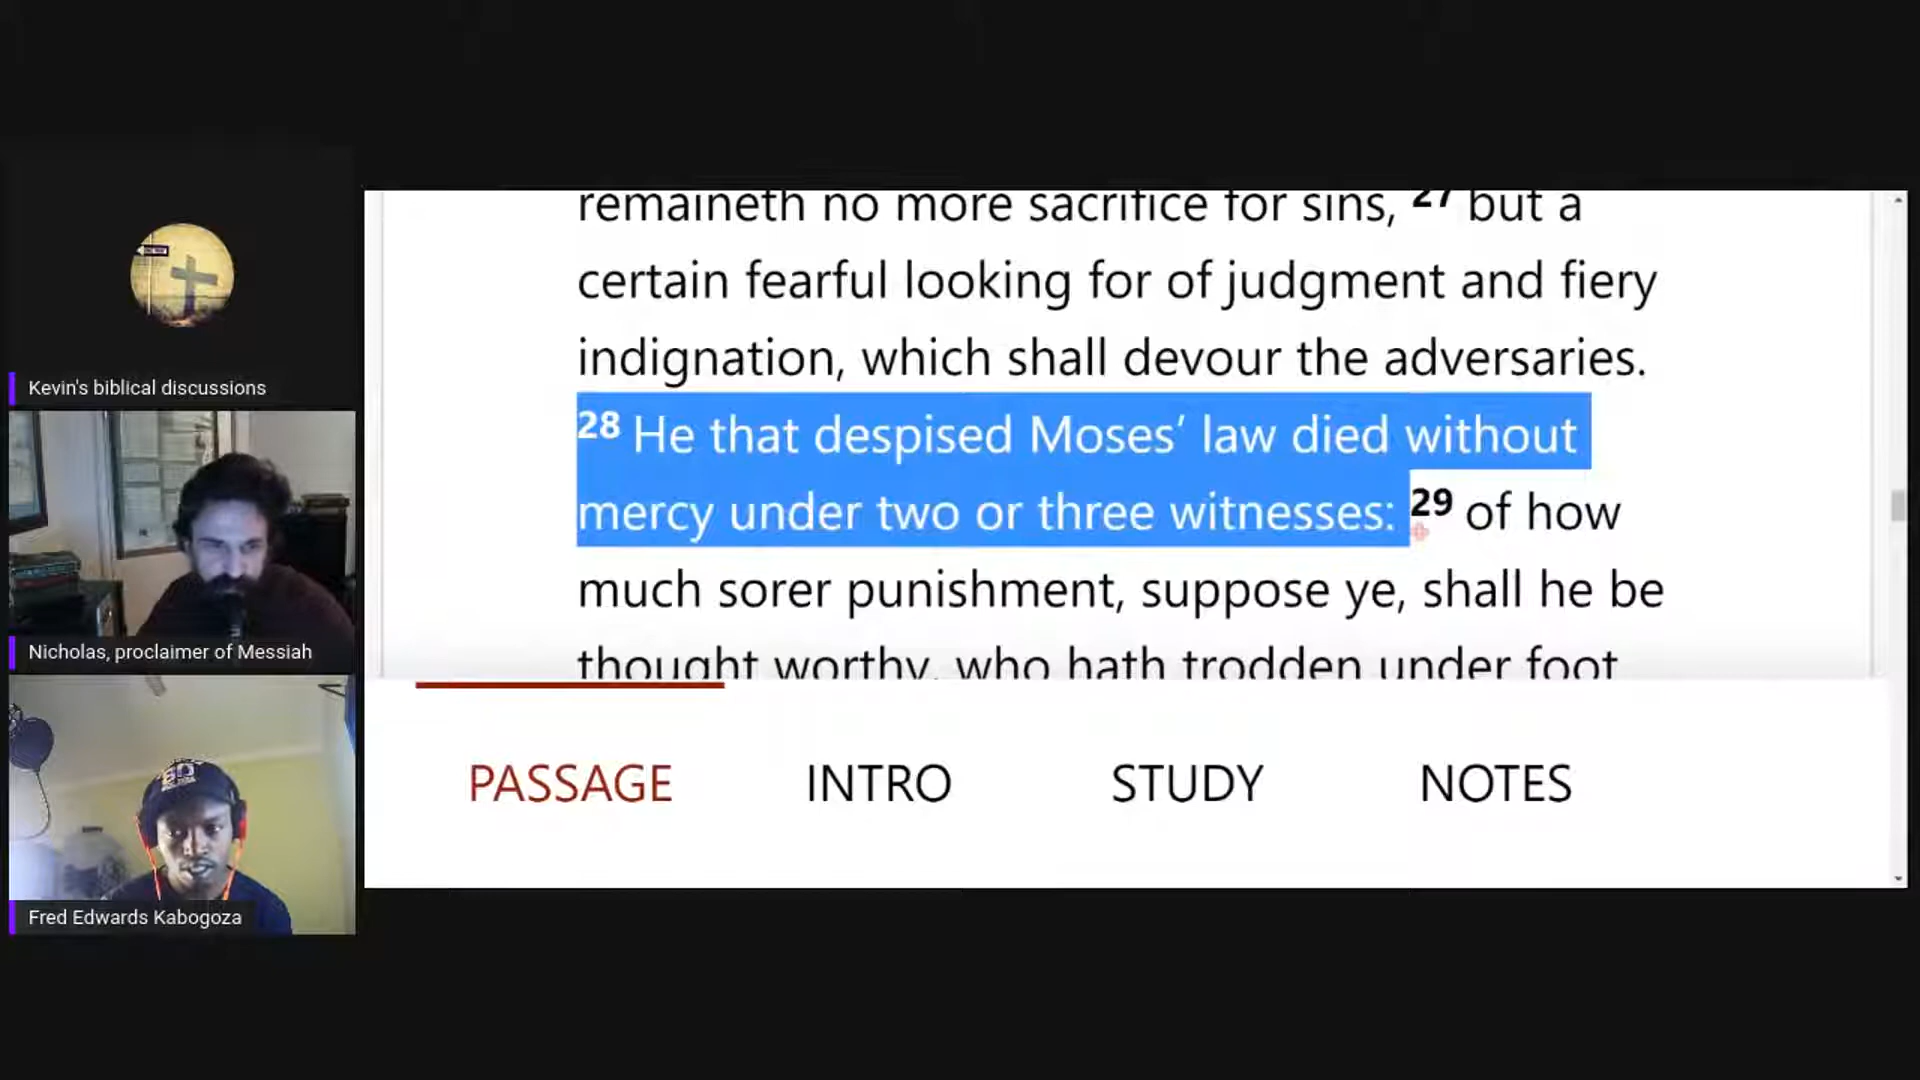 Kevin's biblical discussions
Nicholas, proclaimer of Messiah
Fred Edwards Kabogoza
remaineth no more sacrifice for sins, 27 but a
certain fearful looking for of judgment and fiery
indignation, which shall devour the adversaries.
28 He that despised Moses’ law died without
mercy under two or three witnesses: 29 of how
much sorer punishment, suppose ye, shall he be
thought worthy, who hath trodden under foot
PASSAGE
INTRO
STUDY
NOTES